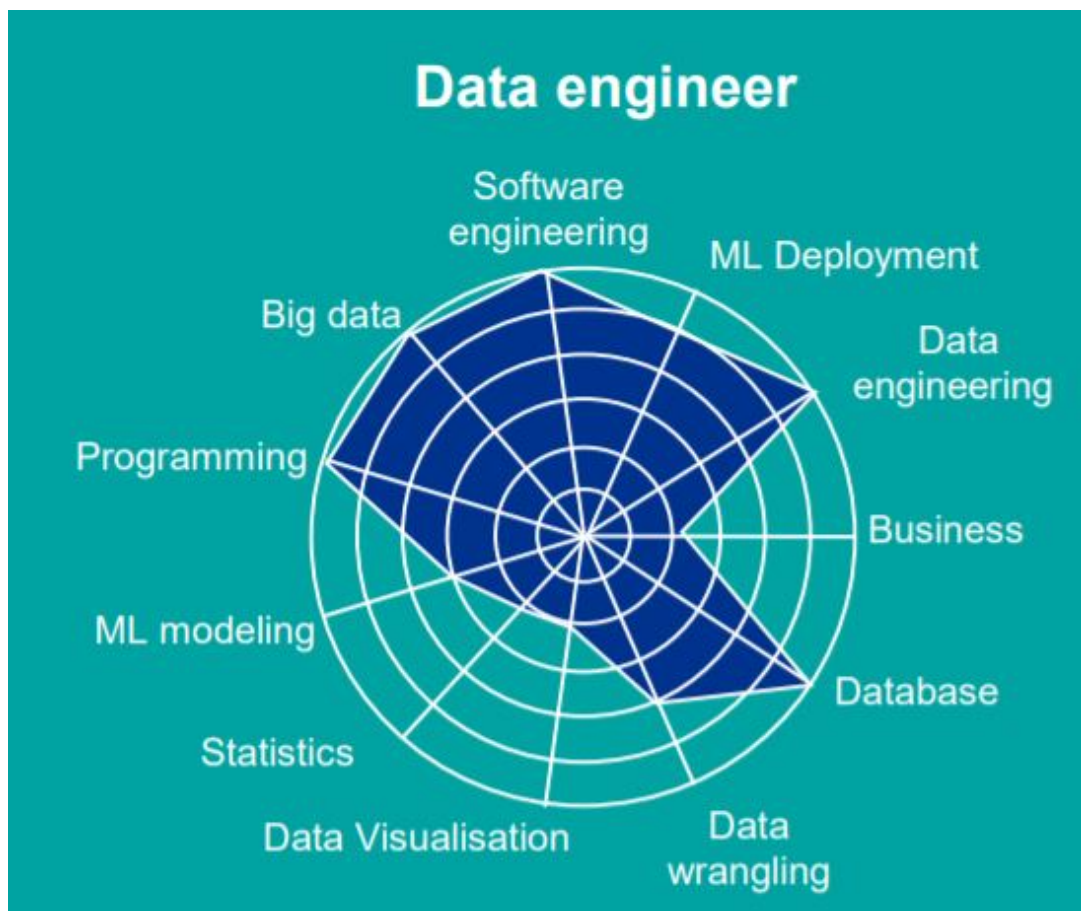 Data engineer
Software
engineering
ML Deployment
Big data
Data
engineering
Programming
Business
ML modeling
Database
Statistics
Data Visualisation
Data
wrangling